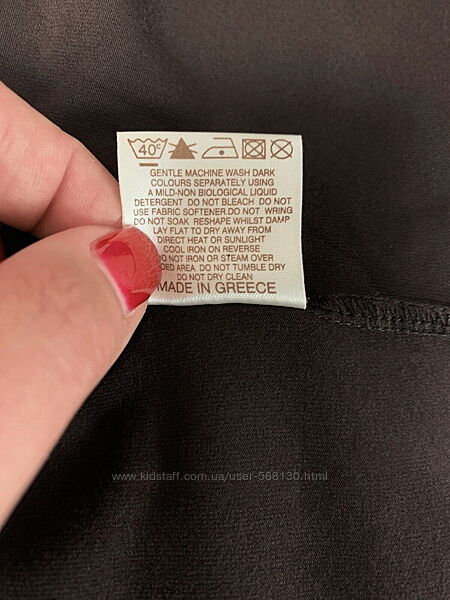 40°
GENTLE MACHINE WASH DARK
COLOURS SEPARATELY USING
A MILD-NON BIOLOGICAL LIQUID
DETERGENT DO NOT BLEACH DO NOT
USE FABRIC SOFTENER.DO NOT WRING
DO NOT SOAK RESHAPE WHILST DAMP
LAY FLAT TO DRY AWAY FROM
DIRECT HEAT OR SUNLIGHT
COOL IRON ON REVERSE
NOT IRON OR STEAM OVER
AREA. DO NOT TUMBLE DRY
DO NOT DRY CLEAN
MADE IN GREECE
www.kidstaff.com.ua/user-568130.html